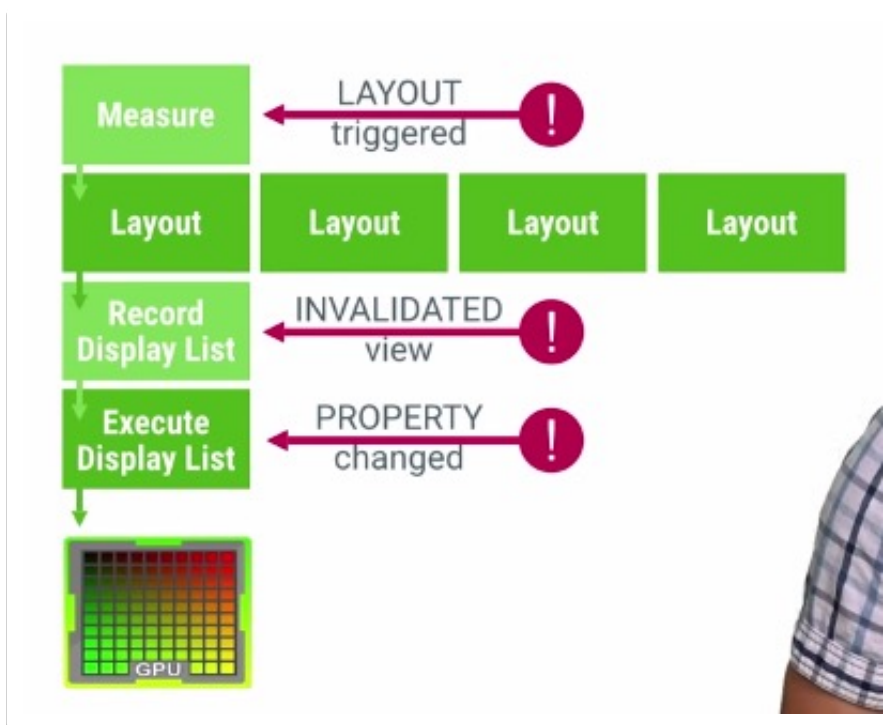 Measure
LAYOUT
triggered
!
Layout
Layout
Layout
Layout
Record
Display List
INVALIDATED
view
!
Execute
Display List
PROPERTY
changed
!
GPU